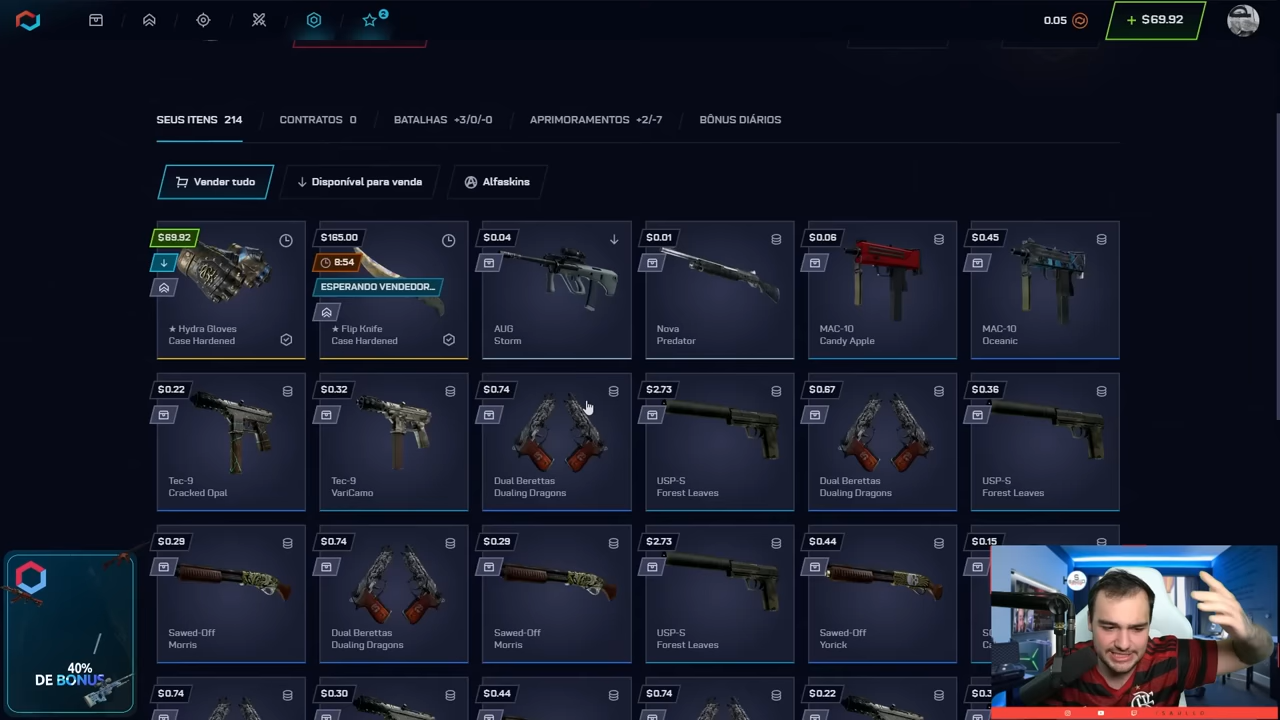 2
0.05
+ $69.92
SEUS ITENS 214
CONTRATOS 0
BATALHAS +3/0/-0
APRIMORAMENTOS +2/-7
BÔNUS DIÁRIOS
Vender tudo
Disponível para venda
Alfaskins
$69.92
★ Hydra Gloves
Case Hardened
$165.00
8:54
ESPERANDO VENDEDOR...
★ Flip Knife
Case Hardened
$0.04
AUG
Storm
$0.01
Nova
Predator
$0.06
MAC-10
Candy Apple
$0.45
MAC-10
Oceanic
$0.22
Tec-9
Cracked Opal
$0.32
Tec-9
VariCamo
$0.74
Dual Berettas
Dualing Dragons
$2.73
USP-S
Forest Leaves
$0.67
Dual Berettas
Dualing Dragons
$0.36
USP-S
Forest Leaves
$0.29
Sawed-Off
Morris
$0.74
Dual Berettas
Dualing Dragons
$0.29
Sawed-Off
Morris
$2.73
USP-S
Forest Leaves
$0.44
Sawed-Off
Yorick
$0.15
$0.74
$0.30
$0.44
$0.74
$0.22
40%
DE BONUS